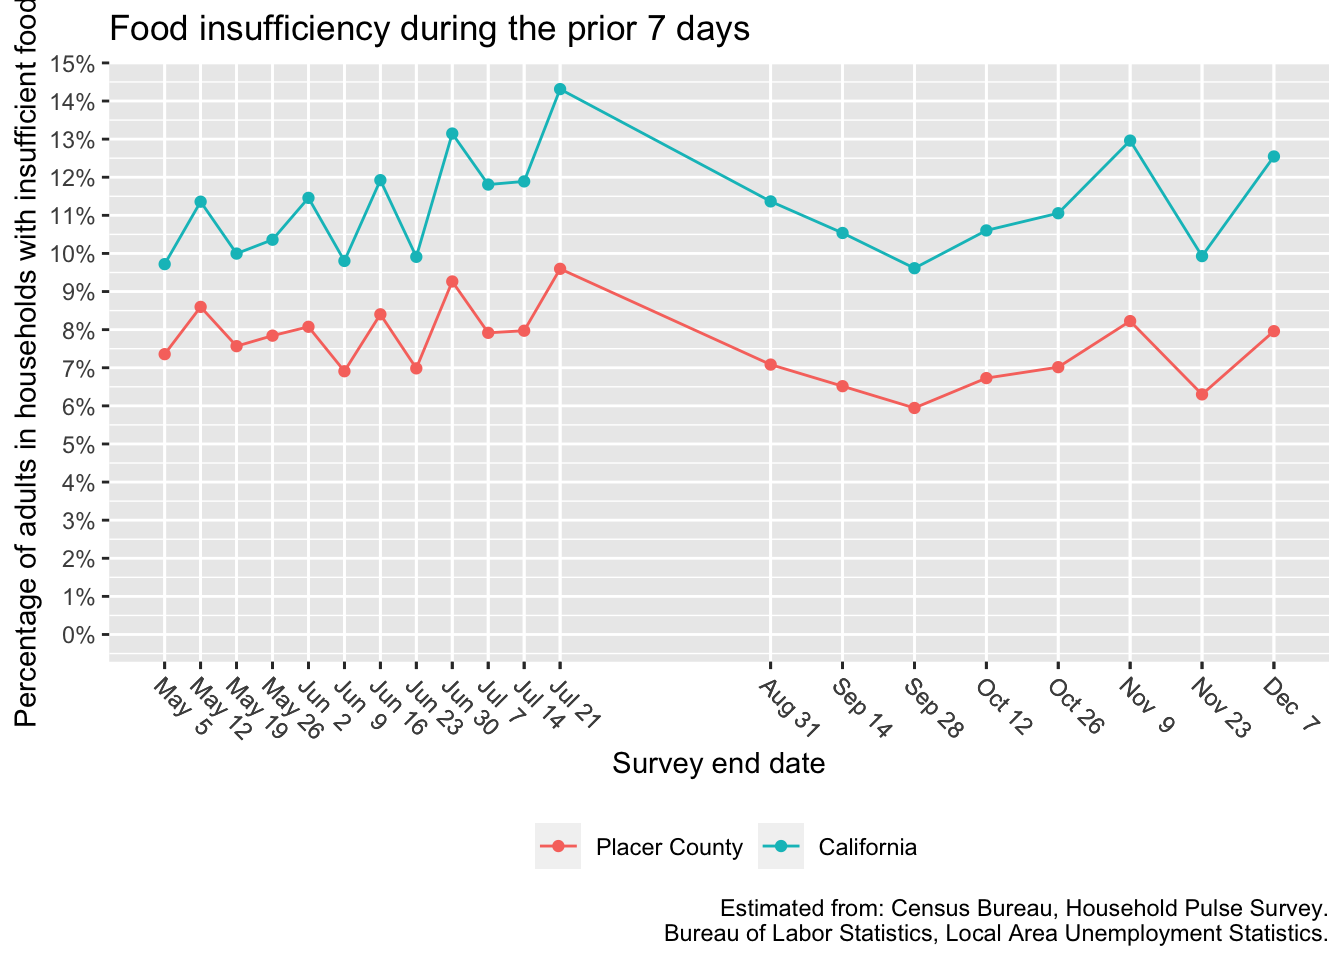 Food insufficiency during the prior 7 days
Percentage of adults in households with insufficient food
15%
14%
13%
12%
11%
10%
9%
8%
7%
6%
5%
4%
3%
2%
1%
0%
May 5
May 12
May 19
May 26
Jun 2
Jun 9
Jun 16
Jun 23
Jun 30
Jul 7
Jul 14
Jul 21
Aug 31
Sep 14
Sep 28
Oct 12
Oct 26
Nov 9
Nov 23
Dec 7
Survey end date
Placer County
California
Estimated from: Census Bureau, Household Pulse Survey.
Bureau of Labor Statistics, Local Area Unemployment Statistics.